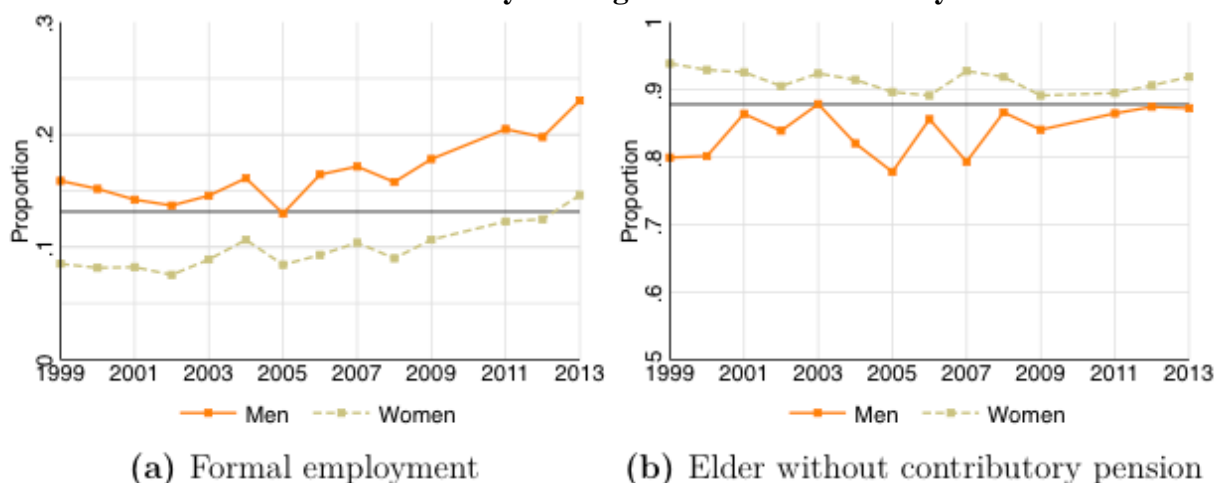 .3
.2
.1
0
Proportion
1999 2001 2003 2005 2007 2009 2011 2013
Men Women
(a) Formal employment
1
.9
.8
.7
.6
.5
Proportion
1999 2001 2003 2005 2007 2009 2011 2013
Men Women
(b) Elder without contributory pension